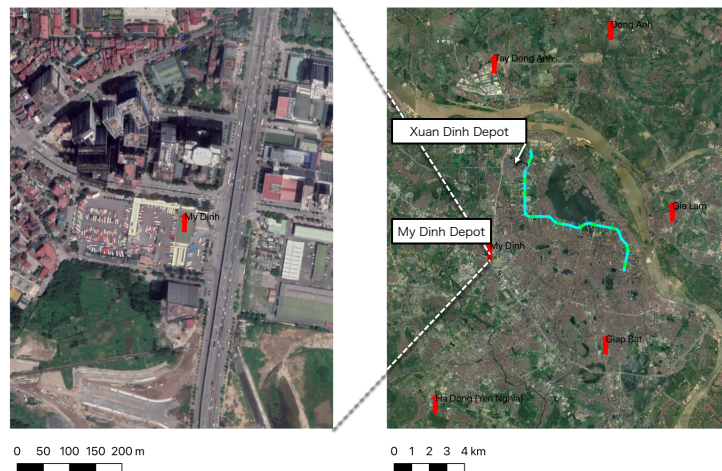 My Dinh
Dong Anh
Tay Dong Anh
Xuan Dinh Depot
Gia Lam
My Dinh Depot
My Dinh
Giap Bat
Ha Dong (Yen Nghia)
0 50 100 150 200 m
0 1 2 3 4 km